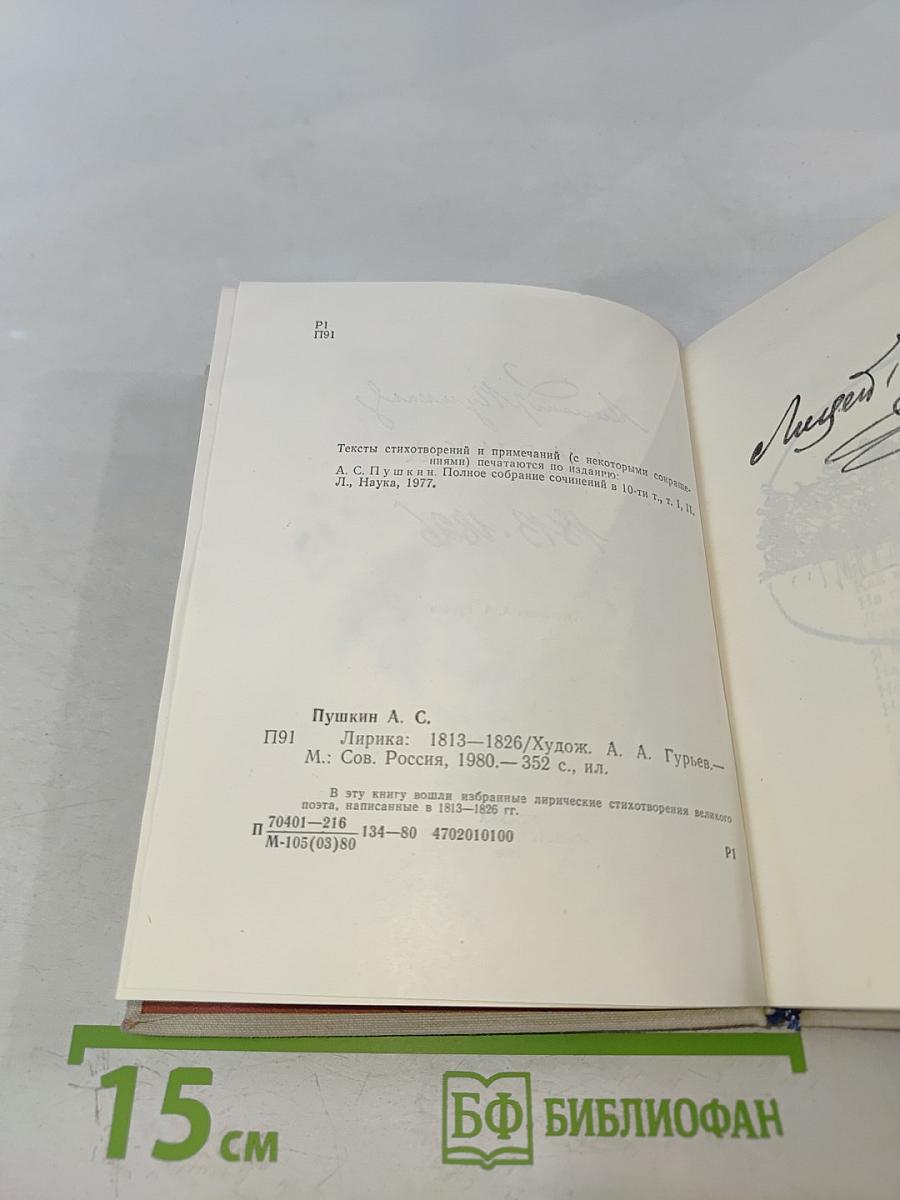 Р1
П91
Тексты стихотворений и примечаний (с некоторыми сокраще-
ниями) печатаются по изданию:
А. С. Пушкин. Полное собрание сочинений в 10-ти т., т. I, II.
Л., Наука, 1977.
1813-1826
Пушкин А. С.
П91 Лирика: 1813—1826/Худож. А. А. Гурьев.—
М.: Сов. Россия, 1980.— 352 с., ил.
В эту книгу вошли избранные лирические стихотворения великого
поэта, написанные в 1813—1826 гг.
П 70401—216
М-105(03)80 134—80 4702010100
Р1
Лицей
15 см
БФ БИБЛИОФАН